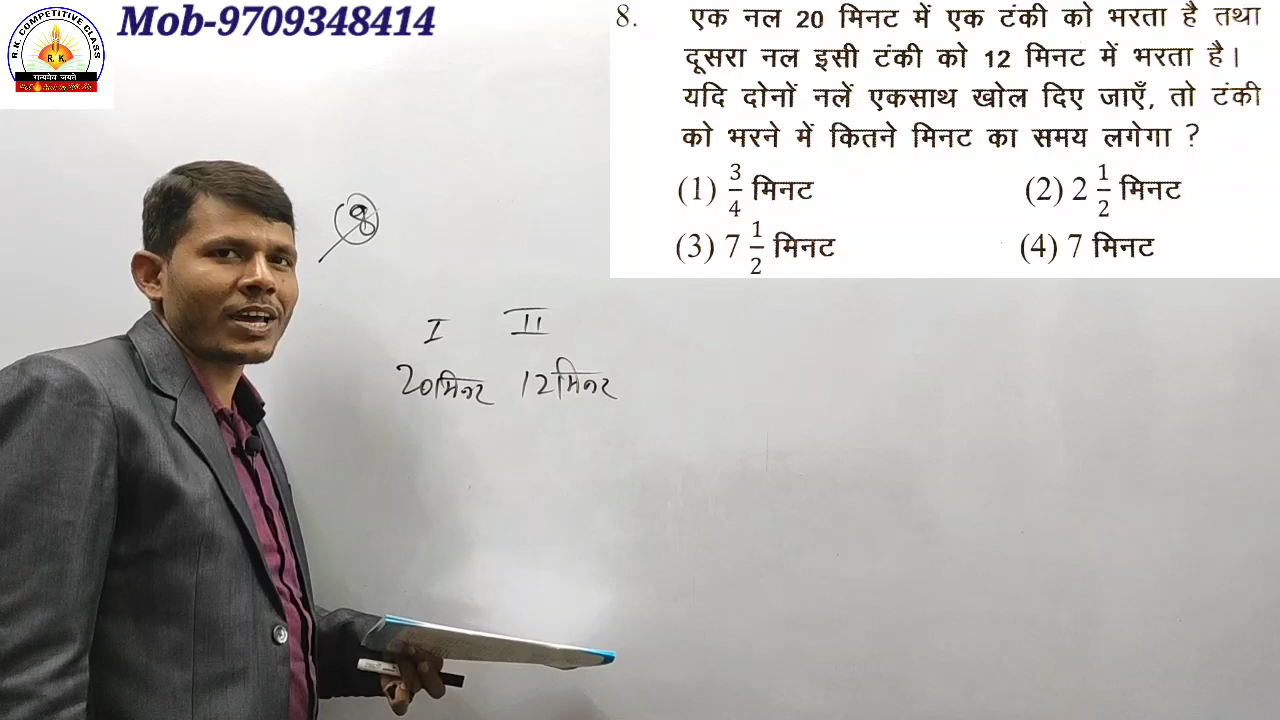 R.K COMPETITIVE CLASS
R. K.
सत्यमेव जयते
Mob-9709348414
8. एक नल 20 मिनट में एक टंकी को भरता है तथा
दूसरा नल इसी टंकी को 12 मिनट में भरता है।
यदि दोनों नलें एकसाथ खोल दिए जाएँ, तो टंकी
को भरने में कितने मिनट का समय लगेगा ?
(1) 3/4 मिनट (2) 2 1/2 मिनट
(3) 7 1/2 मिनट (4) 7 मिनट
8
I II
20मिनट 12मिनट